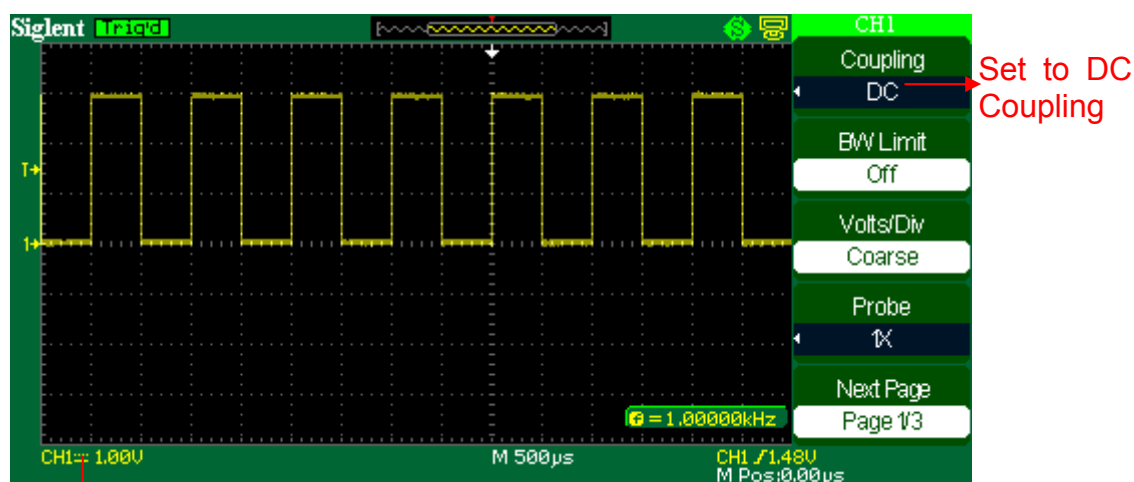 Siglent Trig'd
CH1
Coupling
DC
Set to DC
Coupling
BW Limit
Off
T
Volts/Div
Coarse
1
Probe
1X
Next Page
Page 1/3
f = 1.00000kHz
CH1 1.00V
M 500µs
CH1 1.48V
M Pos:0.00µs